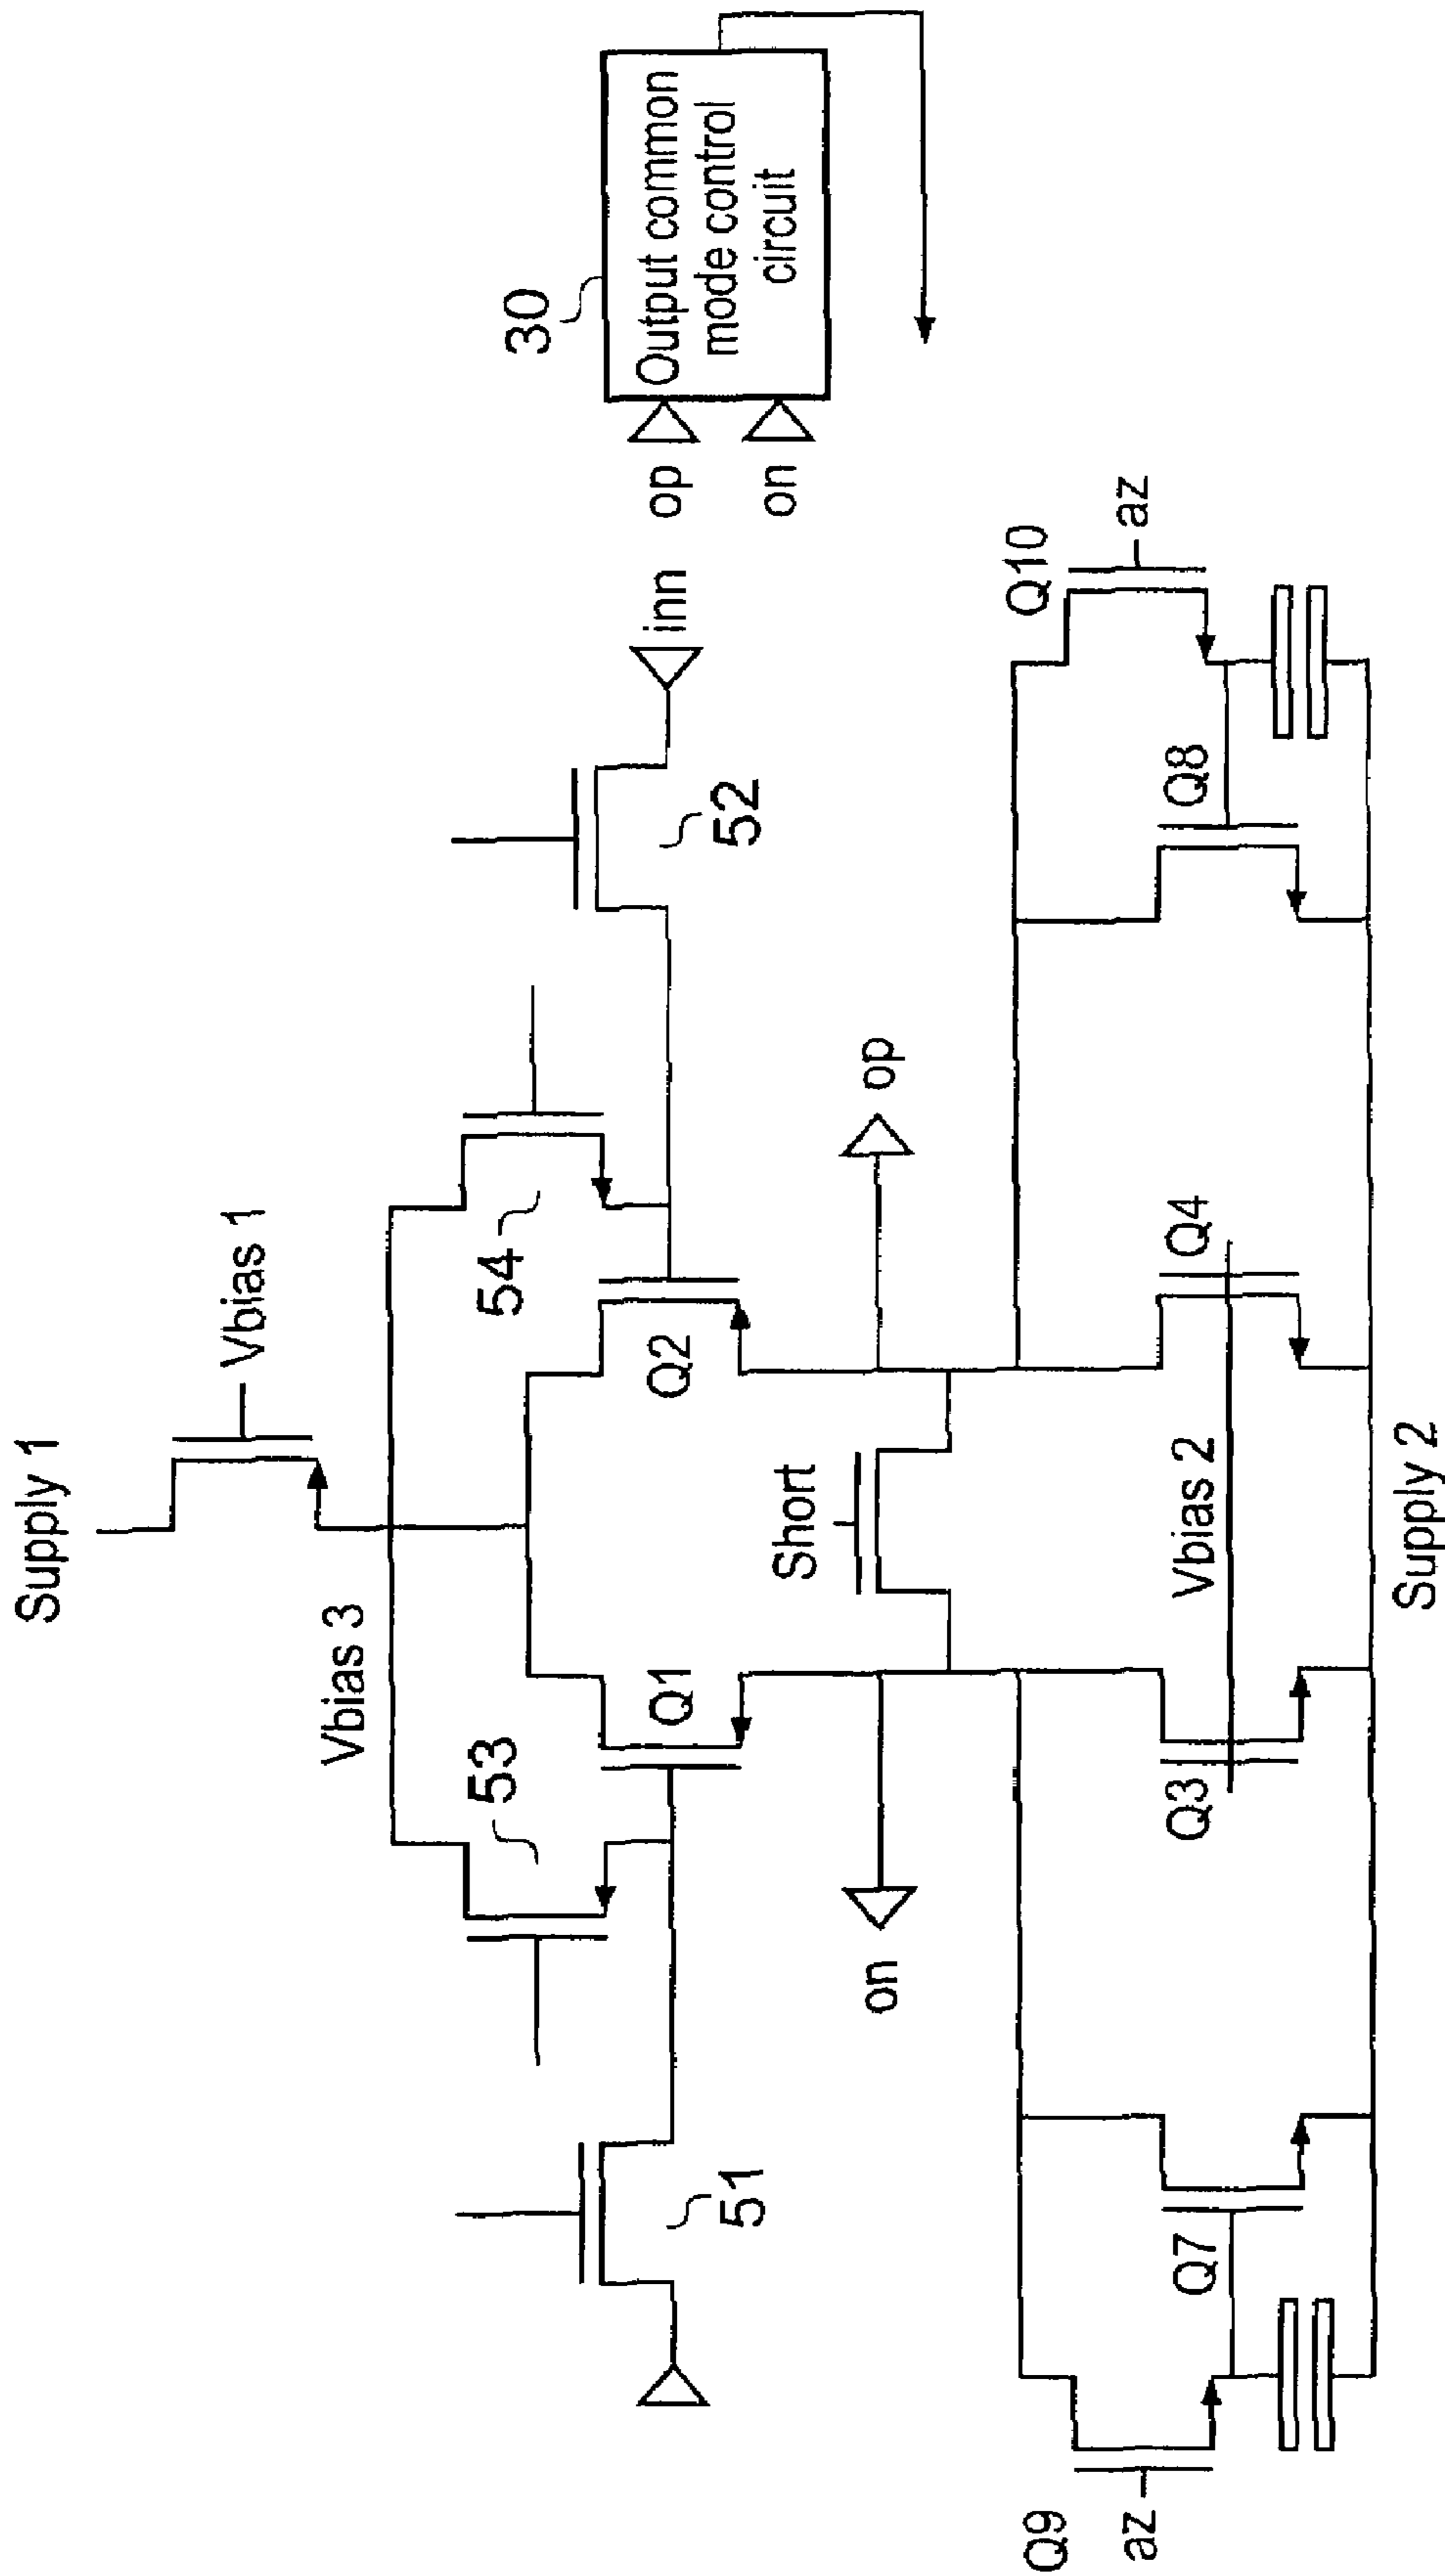 Supply 1
Vbias 1
Vbias 3
53
54
Q1
Q2
51
52
inn
30
Output common
mode control
circuit
op
on
Short
on
op
Q9
az
Q7
Q3
Vbias 2
Q4
Q8
Q10
az
Supply 2